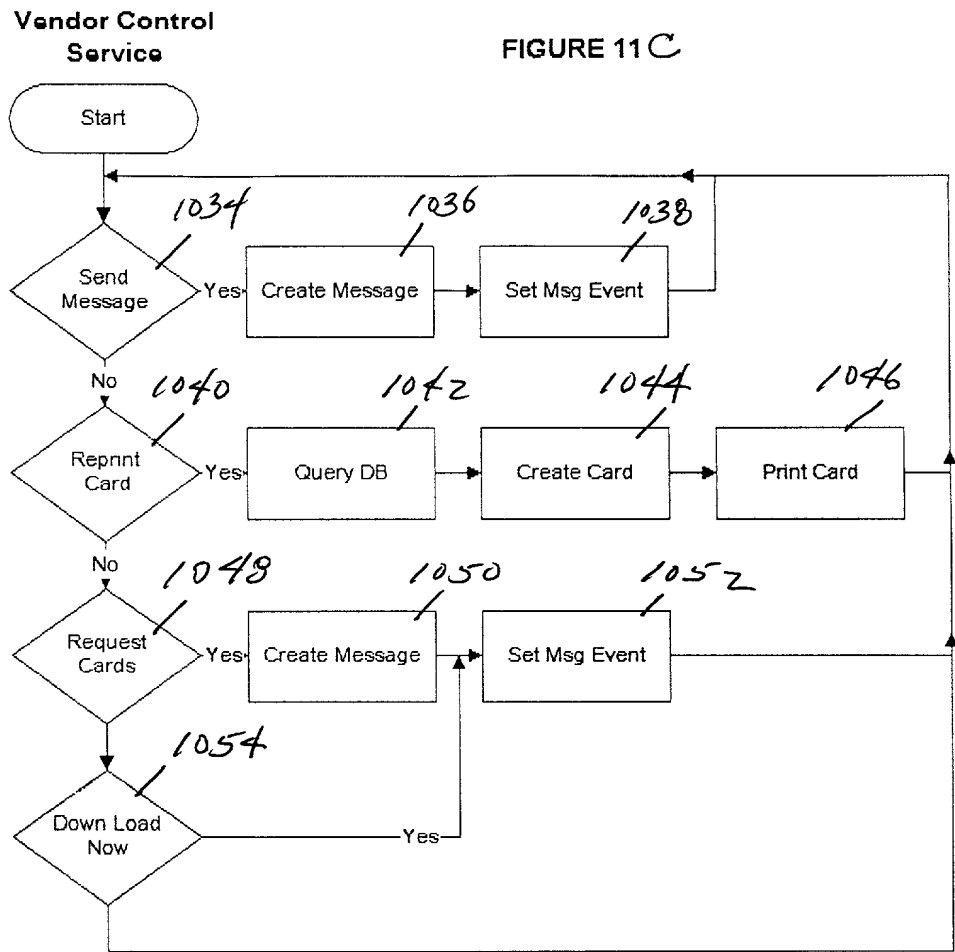 Vendor Control
Service
FIGURE 11 C
Start
1034
1036
1038
Send
Message
Yes
Create Message
Set Msg Event
No
1040
1042
1044
1046
Reprint
Card
Yes
Query DB
Create Card
Print Card
No
1048
1050
1052
Request
Cards
Yes
Create Message
Set Msg Event
1054
Down Load
Now
Yes